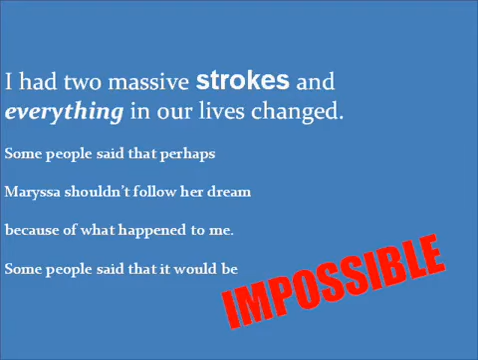 I had two massive strokes and
everything in our lives changed.
Some people said that perhaps
Maryssa shouldn't follow her dream
because of what happened to me.
Some people said that it would be
IMPOSSIBLE